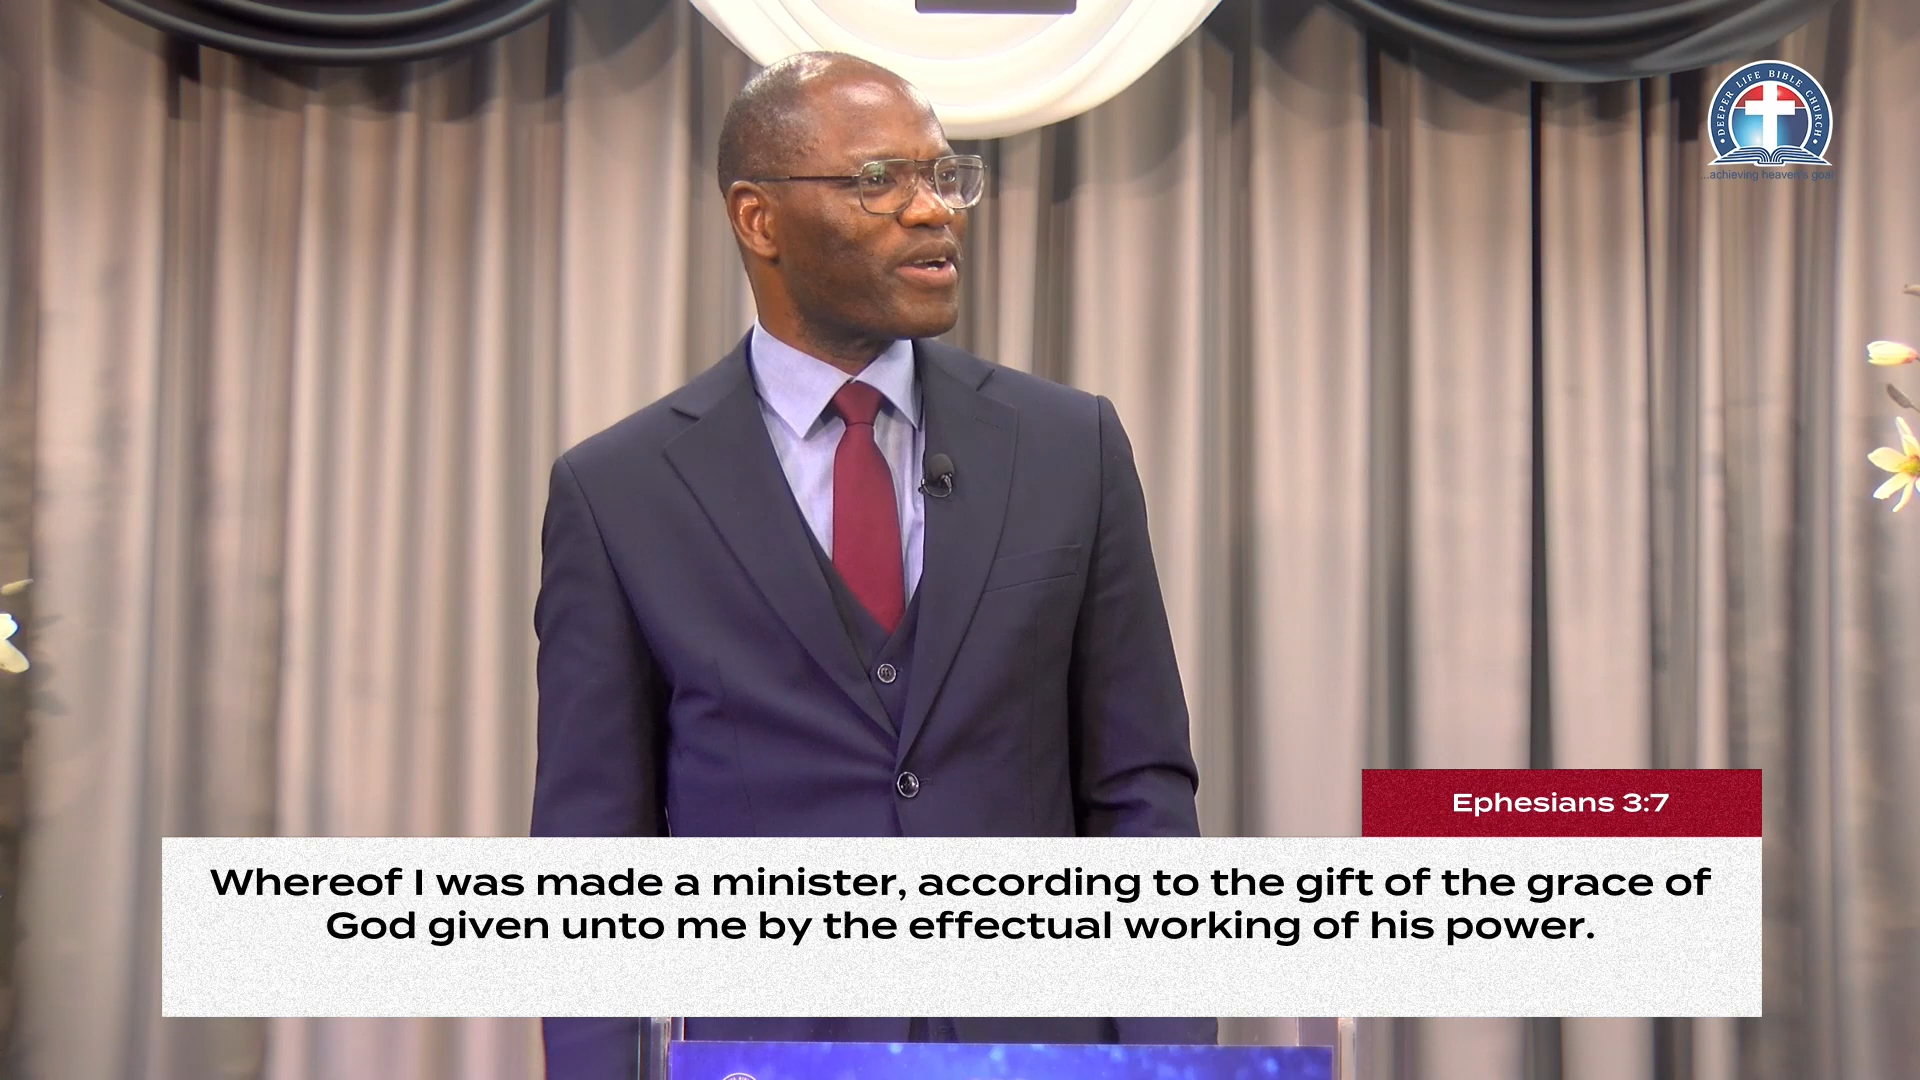 DEEPER LIFE BIBLE CHURCH
...achieving heaven's goal
Ephesians 3:7
Whereof I was made a minister, according to the gift of the grace of
God given unto me by the effectual working of his power.